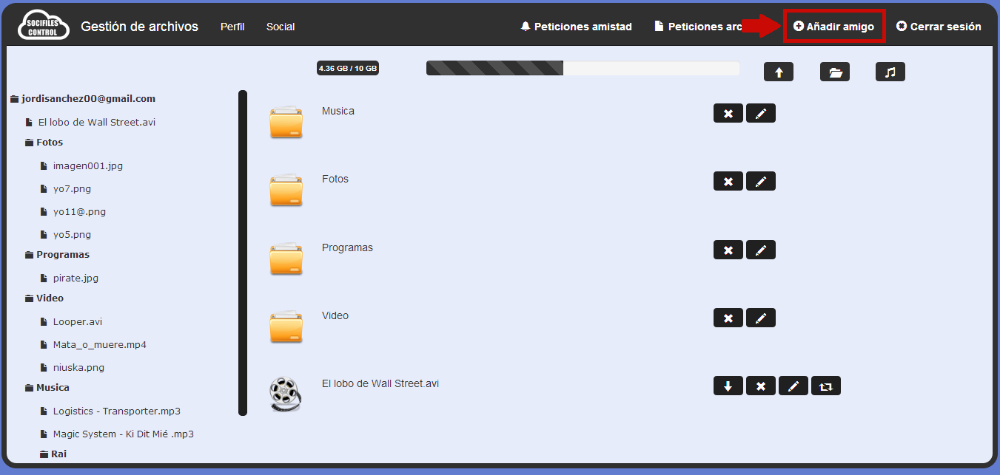 SOCIFILES
CONTROL
Gestión de archivos
Perfil
Social
Peticiones amistad
Peticiones
Añadir amigo
Cerrar sesión
4.36 GB / 10 GB
jordisanchez00@gmail.com
El lobo de Wall Street.avi
Fotos
imagen001.jpg
yo7.png
yo11@.png
yo5.png
Programas
pirate.jpg
Video
Looper.avi
Mata_o_muere.mp4
niuska.png
Musica
Logistics - Transporter.mp3
Magic System - Ki Dit Mié .mp3
Rai
Musica
Fotos
Programas
Video
El lobo de Wall Street.avi